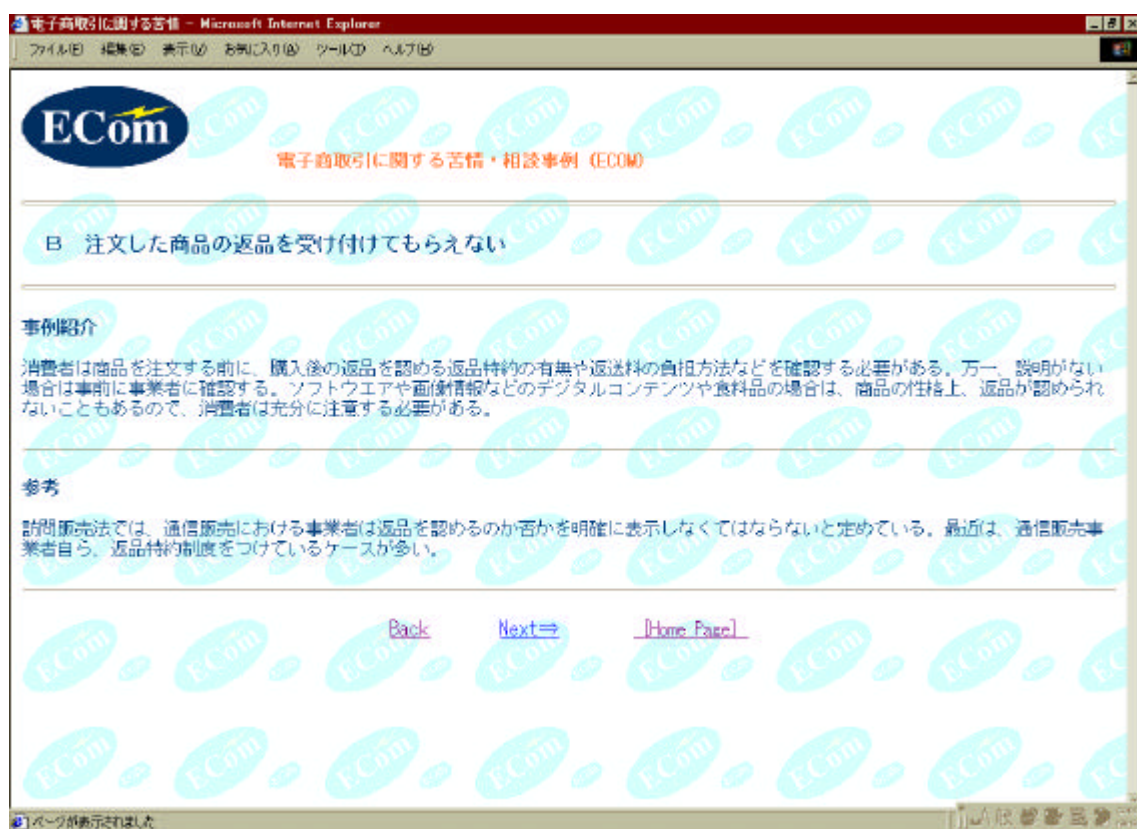 電子商取引に関する苦情 - Microsoft Internet Explorer
ファイル(F) 編集(E) 表示(V) お気に入り(A) ツール(T) ヘルプ(H)
ECom
電子商取引に関する苦情・相談事例 (ECOM)
B 注文した商品の返品を受け付けてもらえない
事例紹介
消費者は商品を注文する前に、購入後の返品を認める返品特約の有無や返送料の負担方法などを確認する必要がある。万一、説明がない
場合は事前に事業者に確認する。ソフトウエアや画像情報などのデジタルコンテンツや食料品の場合は、商品の性格上、返品が認められ
ないこともあるので、消費者は充分に注意する必要がある。
参考
訪問販売法では、通信販売における事業者は返品を認めるのか否かを明確に表示しなくてはならないと定めている。最近は、通信販売事
業者自ら、返品特約制度をつけているケースが多い。
Back Next⇒ [Home Page]
ページが表示されました